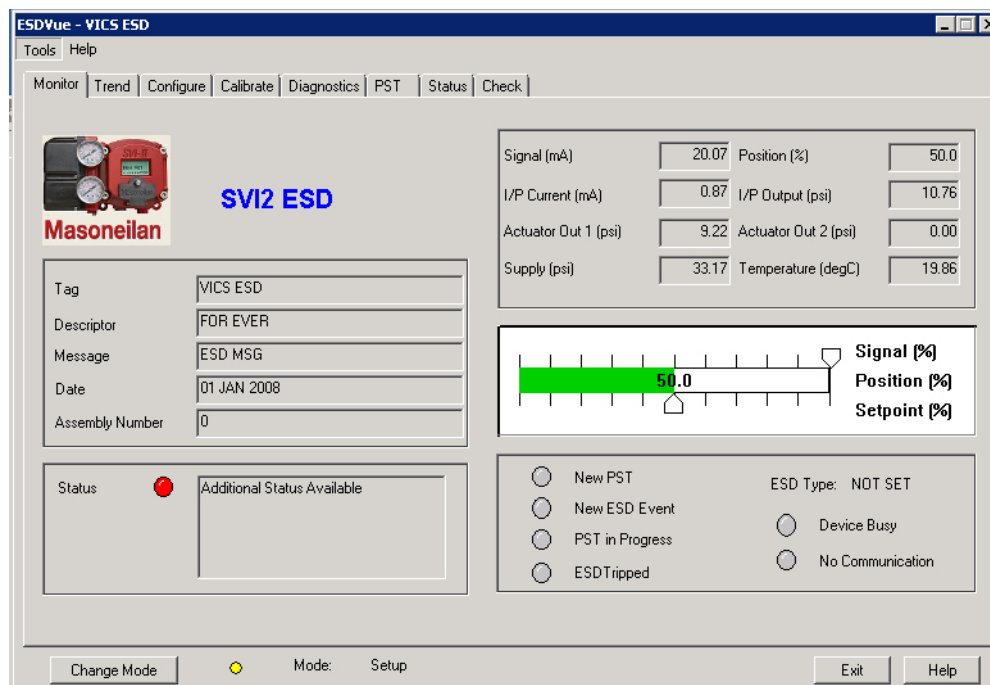 ESDVue - VICS ESD
Tools Help
Monitor Trend Configure Calibrate Diagnostics PST Status Check
Masoneilan
SVI2 ESD
Signal (mA) 20.07 Position (%) 50.0
I/P Current (mA) 0.87 I/P Output (psi) 10.76
Actuator Out 1 (psi) 9.22 Actuator Out 2 (psi) 0.00
Supply (psi) 33.17 Temperature (degC) 19.86
Tag VICS ESD
Descriptor FOR EVER
Message ESD MSG
Date 01 JAN 2008
Assembly Number 0
Signal (%)
50.0 Position (%)
Setpoint (%)
Status Additional Status Available
New PST
New ESD Event
PST in Progress
ESDTripped
ESD Type: NOT SET
Device Busy
No Communication
Change Mode Mode: Setup Exit Help